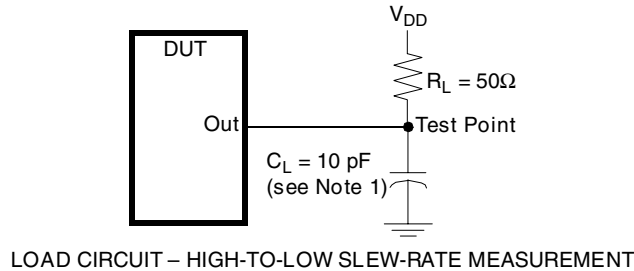 V_DD
DUT
R_L = 50Ω
Out
Test Point
C_L = 10 pF
(see Note 1)
LOAD CIRCUIT – HIGH-TO-LOW SLEW-RATE MEASUREMENT